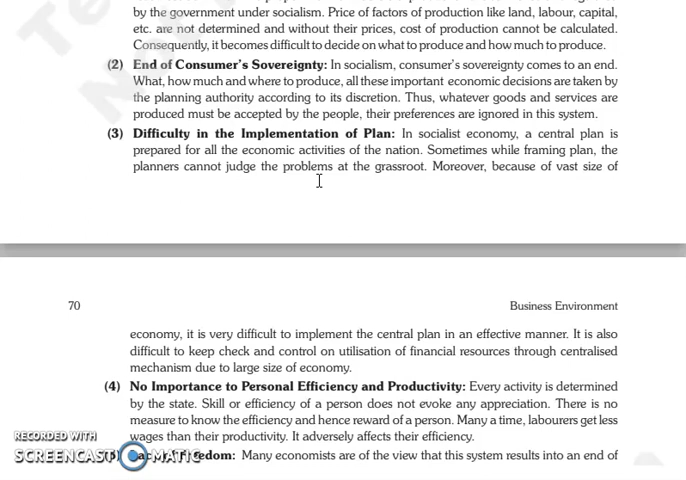 by the government under socialism. Price of factors of production like land, labour, capital,
etc. are not determined and without their prices, cost of production cannot be calculated.
Consequently, it becomes difficult to decide on what to produce and how much to produce.
(2) End of Consumer's Sovereignty: In socialism, consumer's sovereignty comes to an end.
What, how much and where to produce, all these important economic decisions are taken by
the planning authority according to its discretion. Thus, whatever goods and services are
produced must be accepted by the people, their preferences are ignored in this system.
(3) Difficulty in the Implementation of Plan: In socialist economy, a central plan is
prepared for all the economic activities of the nation. Sometimes while framing plan, the
planners cannot judge the problems at the grassroot. Moreover, because of vast size of
70 Business Environment
economy, it is very difficult to implement the central plan in an effective manner. It is also
difficult to keep check and control on utilisation of financial resources through centralised
mechanism due to large size of economy.
(4) No Importance to Personal Efficiency and Productivity: Every activity is determined
by the state. Skill or efficiency of a person does not evoke any appreciation. There is no
measure to know the efficiency and hence reward of a person. Many a time, labourers get less
wages than their productivity. It adversely affects their efficiency.
Many economists are of the view that this system results into an end of
RECORDED WITH
SCREENCAST MATIC